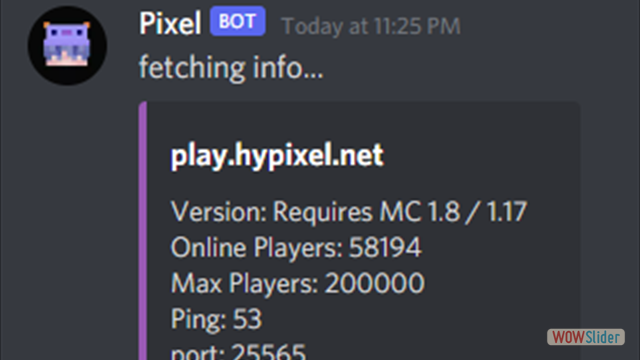 Pixel BOT Today at 11:25 PM
fetching info...
play.hypixel.net
Version: Requires MC 1.8 / 1.17
Online Players: 58194
Max Players: 200000
Ping: 53
port: 25565
WOWSlider